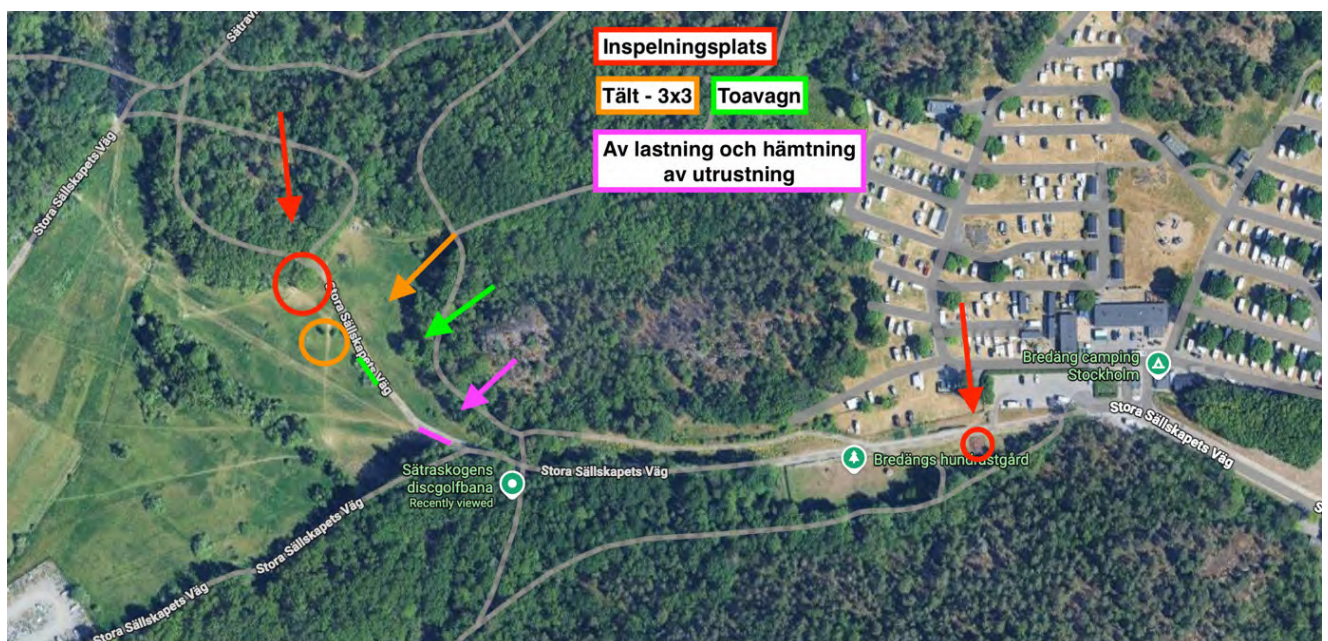 Sätravi
Inspelningsplats
Tält - 3x3
Toavagn
Av lastning och hämtning
av utrustning
Stora Sällskapets Väg
Stora Sällskapets Väg
Bredäng camping
Stockholm
Stora Sällskapets Väg
Bredängs hundrastgård
Stora Sällskapets Väg
Sätraskogens
discgolfbana
Recently viewed
Stora Sällskapets Väg
Stora Sällskapets Väg
S